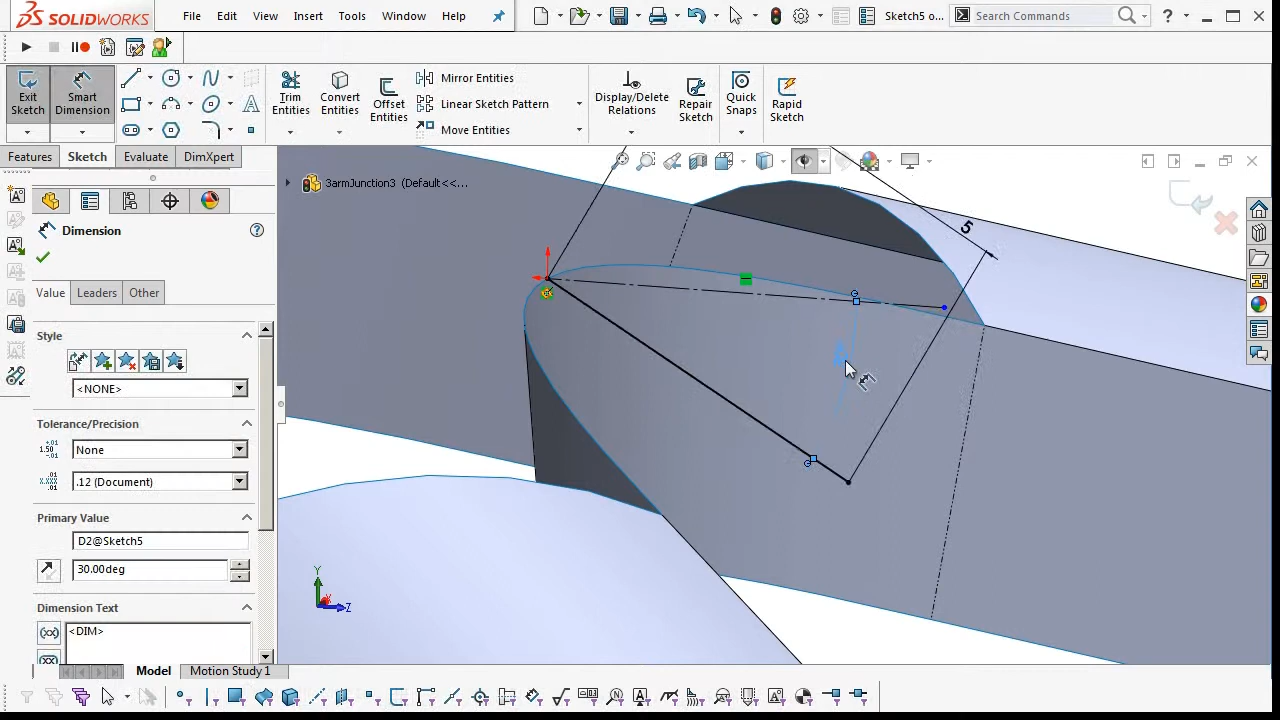 SOLIDWORKS File Edit View Insert Tools Window Help Sketch5 o... Search Commands ?
Exit Sketch Smart Dimension Trim Entities Convert Entities Offset Entities Mirror Entities Linear Sketch Pattern Move Entities Display/Delete Relations Repair Sketch Quick Snaps Rapid Sketch
Features Sketch Evaluate DimXpert
3armJunction3 (Default<<...
Dimension
Value Leaders Other
Style
<NONE>
Tolerance/Precision
None
.12 (Document)
Primary Value
D2@Sketch5
30.00deg
Dimension Text
<DIM>
5
Y
Z
Model Motion Study 1